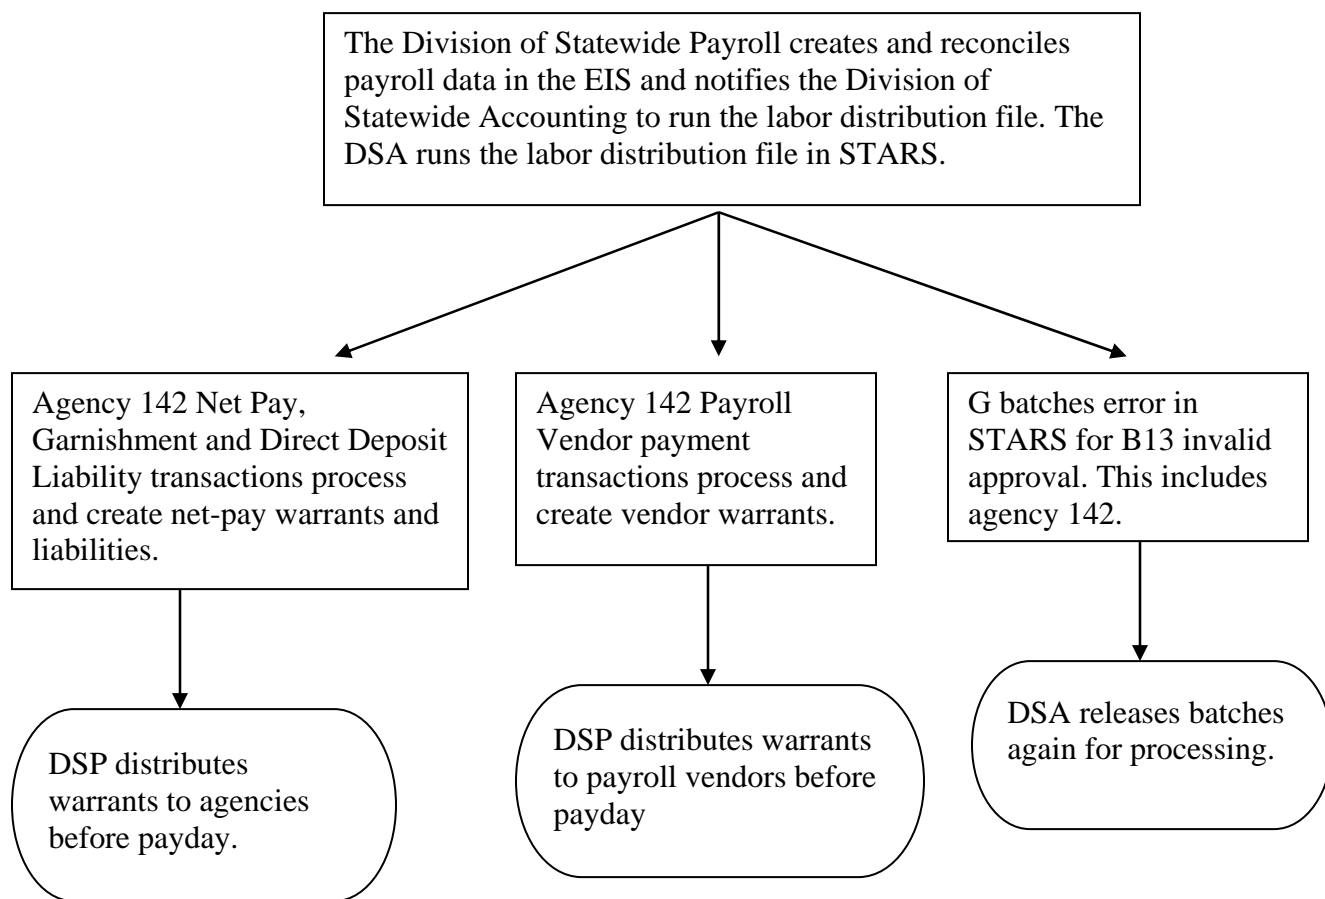 The Division of Statewide Payroll creates and reconciles
payroll data in the EIS and notifies the Division of
Statewide Accounting to run the labor distribution file. The
DSA runs the labor distribution file in STARS.
Agency 142 Net Pay,
Garnishment and Direct Deposit
Liability transactions process
and create net-pay warrants and
liabilities.
Agency 142 Payroll
Vendor payment
transactions process and
create vendor warrants.
G batches error in
STARS for B13 invalid
approval. This includes
agency 142.
DSP distributes
warrants to agencies
before payday.
DSP distributes warrants
to payroll vendors before
payday
DSA releases batches
again for processing.